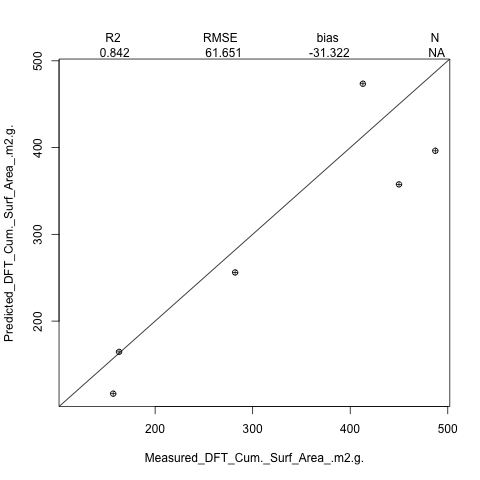 R2 RMSE bias N
0.842 61.651 -31.322 NA
500
400
300
200
Predicted_DFT_Cum._Surf_Area_.m2.g.
200 300 400 500
Measured_DFT_Cum._Surf_Area_.m2.g.